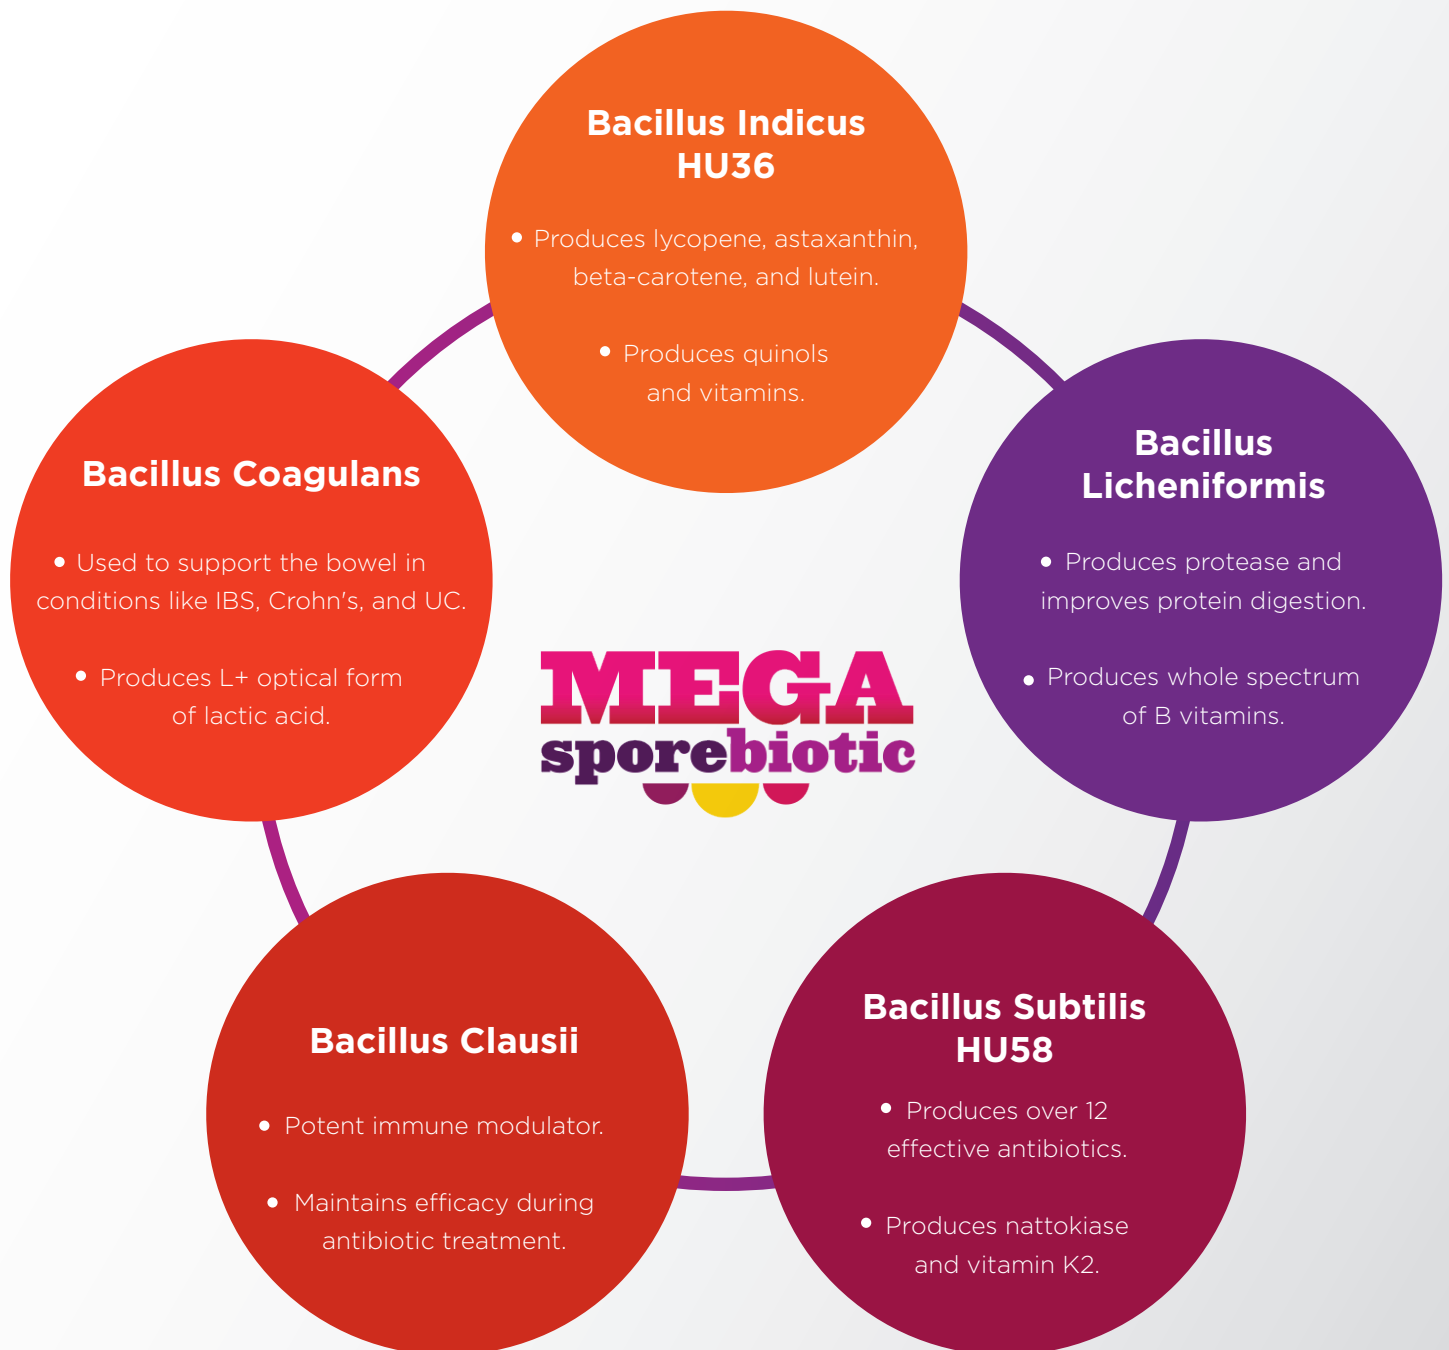 Bacillus Indicus
HU36
• Produces lycopene, astaxanthin,
beta-carotene, and lutein.
• Produces quinols
and vitamins.
Bacillus Coagulans
• Used to support the bowel in
conditions like IBS, Crohn's, and UC.
• Produces L+ optical form
of lactic acid.
Bacillus
Licheniformis
• Produces protease and
improves protein digestion.
• Produces whole spectrum
of B vitamins.
MEGA
sporebiotic
Bacillus Clausii
• Potent immune modulator.
• Maintains efficacy during
antibiotic treatment.
Bacillus Subtilis
HU58
• Produces over 12
effective antibiotics.
• Produces nattokiase
and vitamin K2.